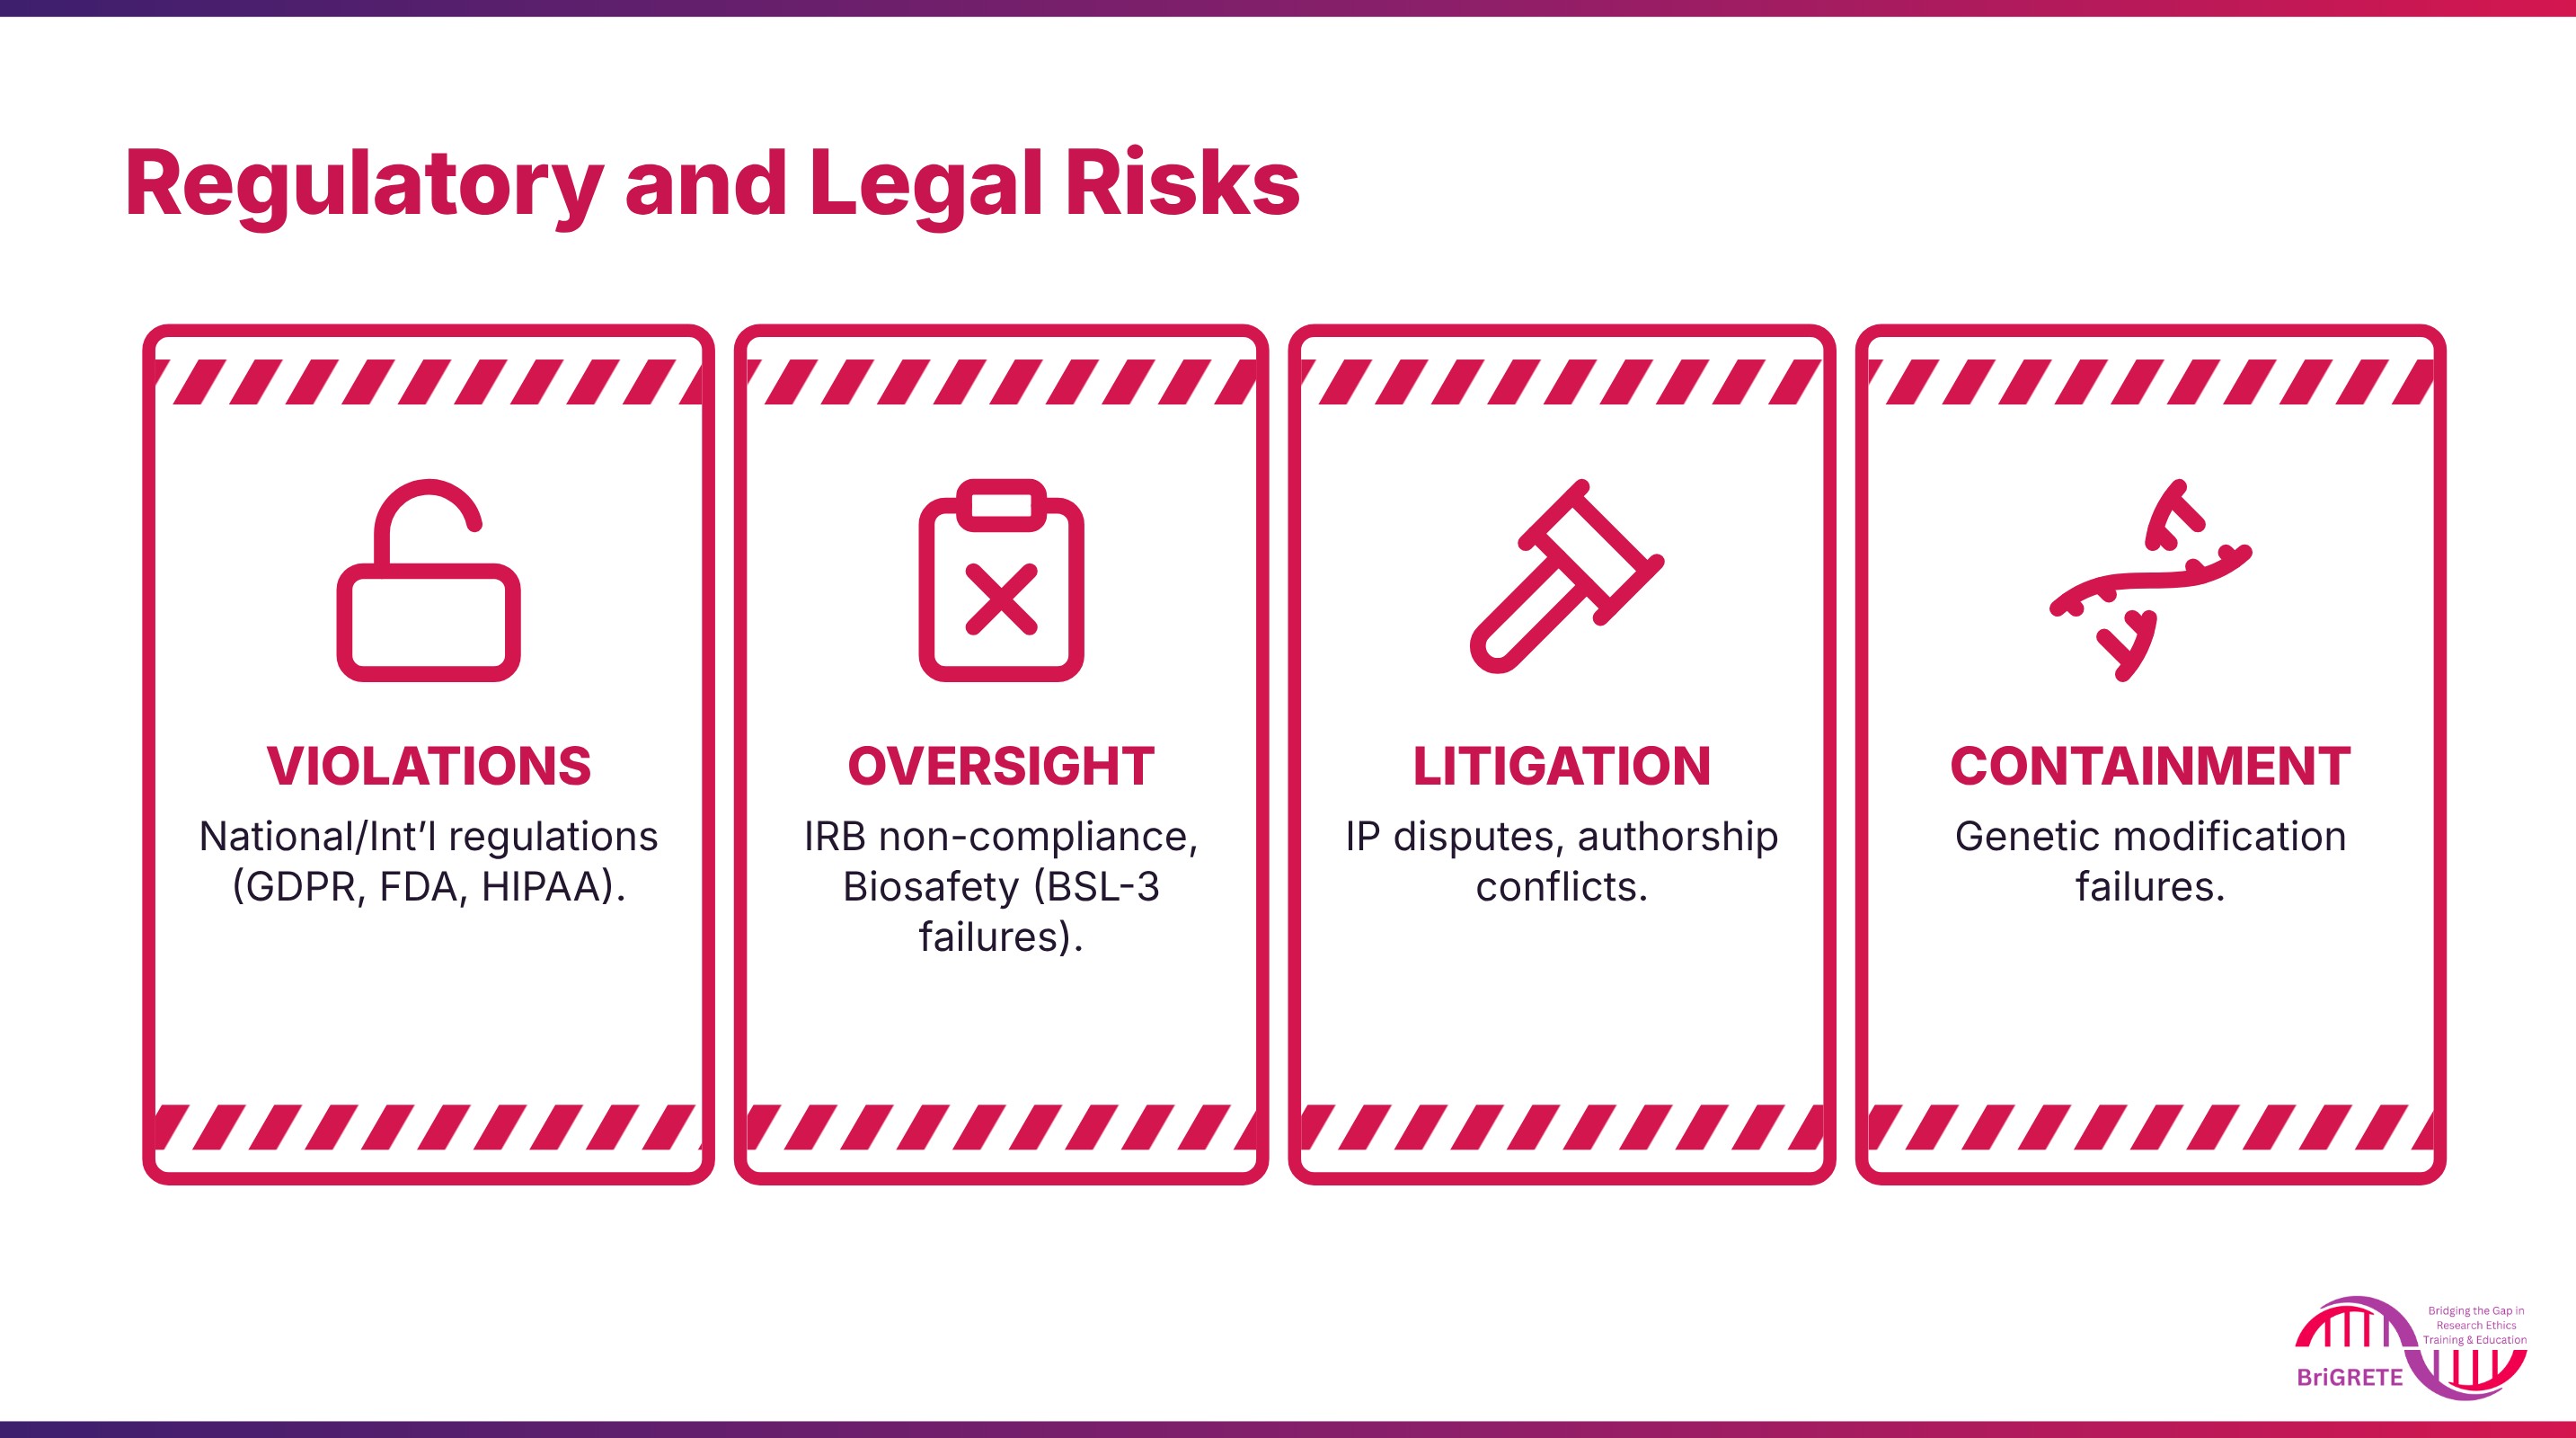 Regulatory and Legal Risks
VIOLATIONS
National/Int’l regulations
(GDPR, FDA, HIPAA).
OVERSIGHT
IRB non-compliance,
Biosafety (BSL-3
failures).
LITIGATION
IP disputes, authorship
conflicts.
CONTAINMENT
Genetic modification
failures.
Bridging the Gap in
Research Ethics
Training & Education
BriGRETE